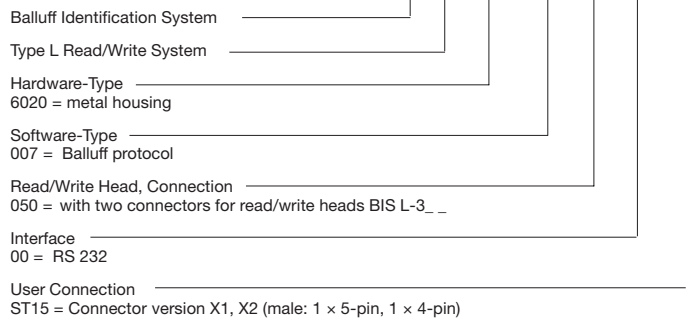 Balluff Identification System
Type L Read/Write System
Hardware-Type
6020 = metal housing
Software-Type
007 = Balluff protocol
Read/Write Head, Connection
050 = with two connectors for read/write heads BIS L-3_ _
Interface
00 = RS 232
User Connection
ST15 = Connector version X1, X2 (male: 1 × 5-pin, 1 × 4-pin)